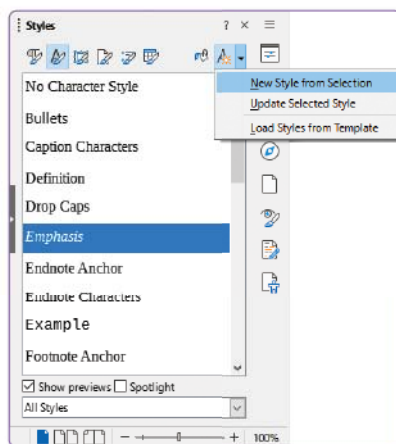 Styles ? ×
New Style from Selection
Update Selected Style
Load Styles from Template
No Character Style
Bullets
Caption Characters
Definition
Drop Caps
Emphasis
Endnote Anchor
Endnote Characters
Example
Footnote Anchor
Show previews Spotlight
All Styles
100%